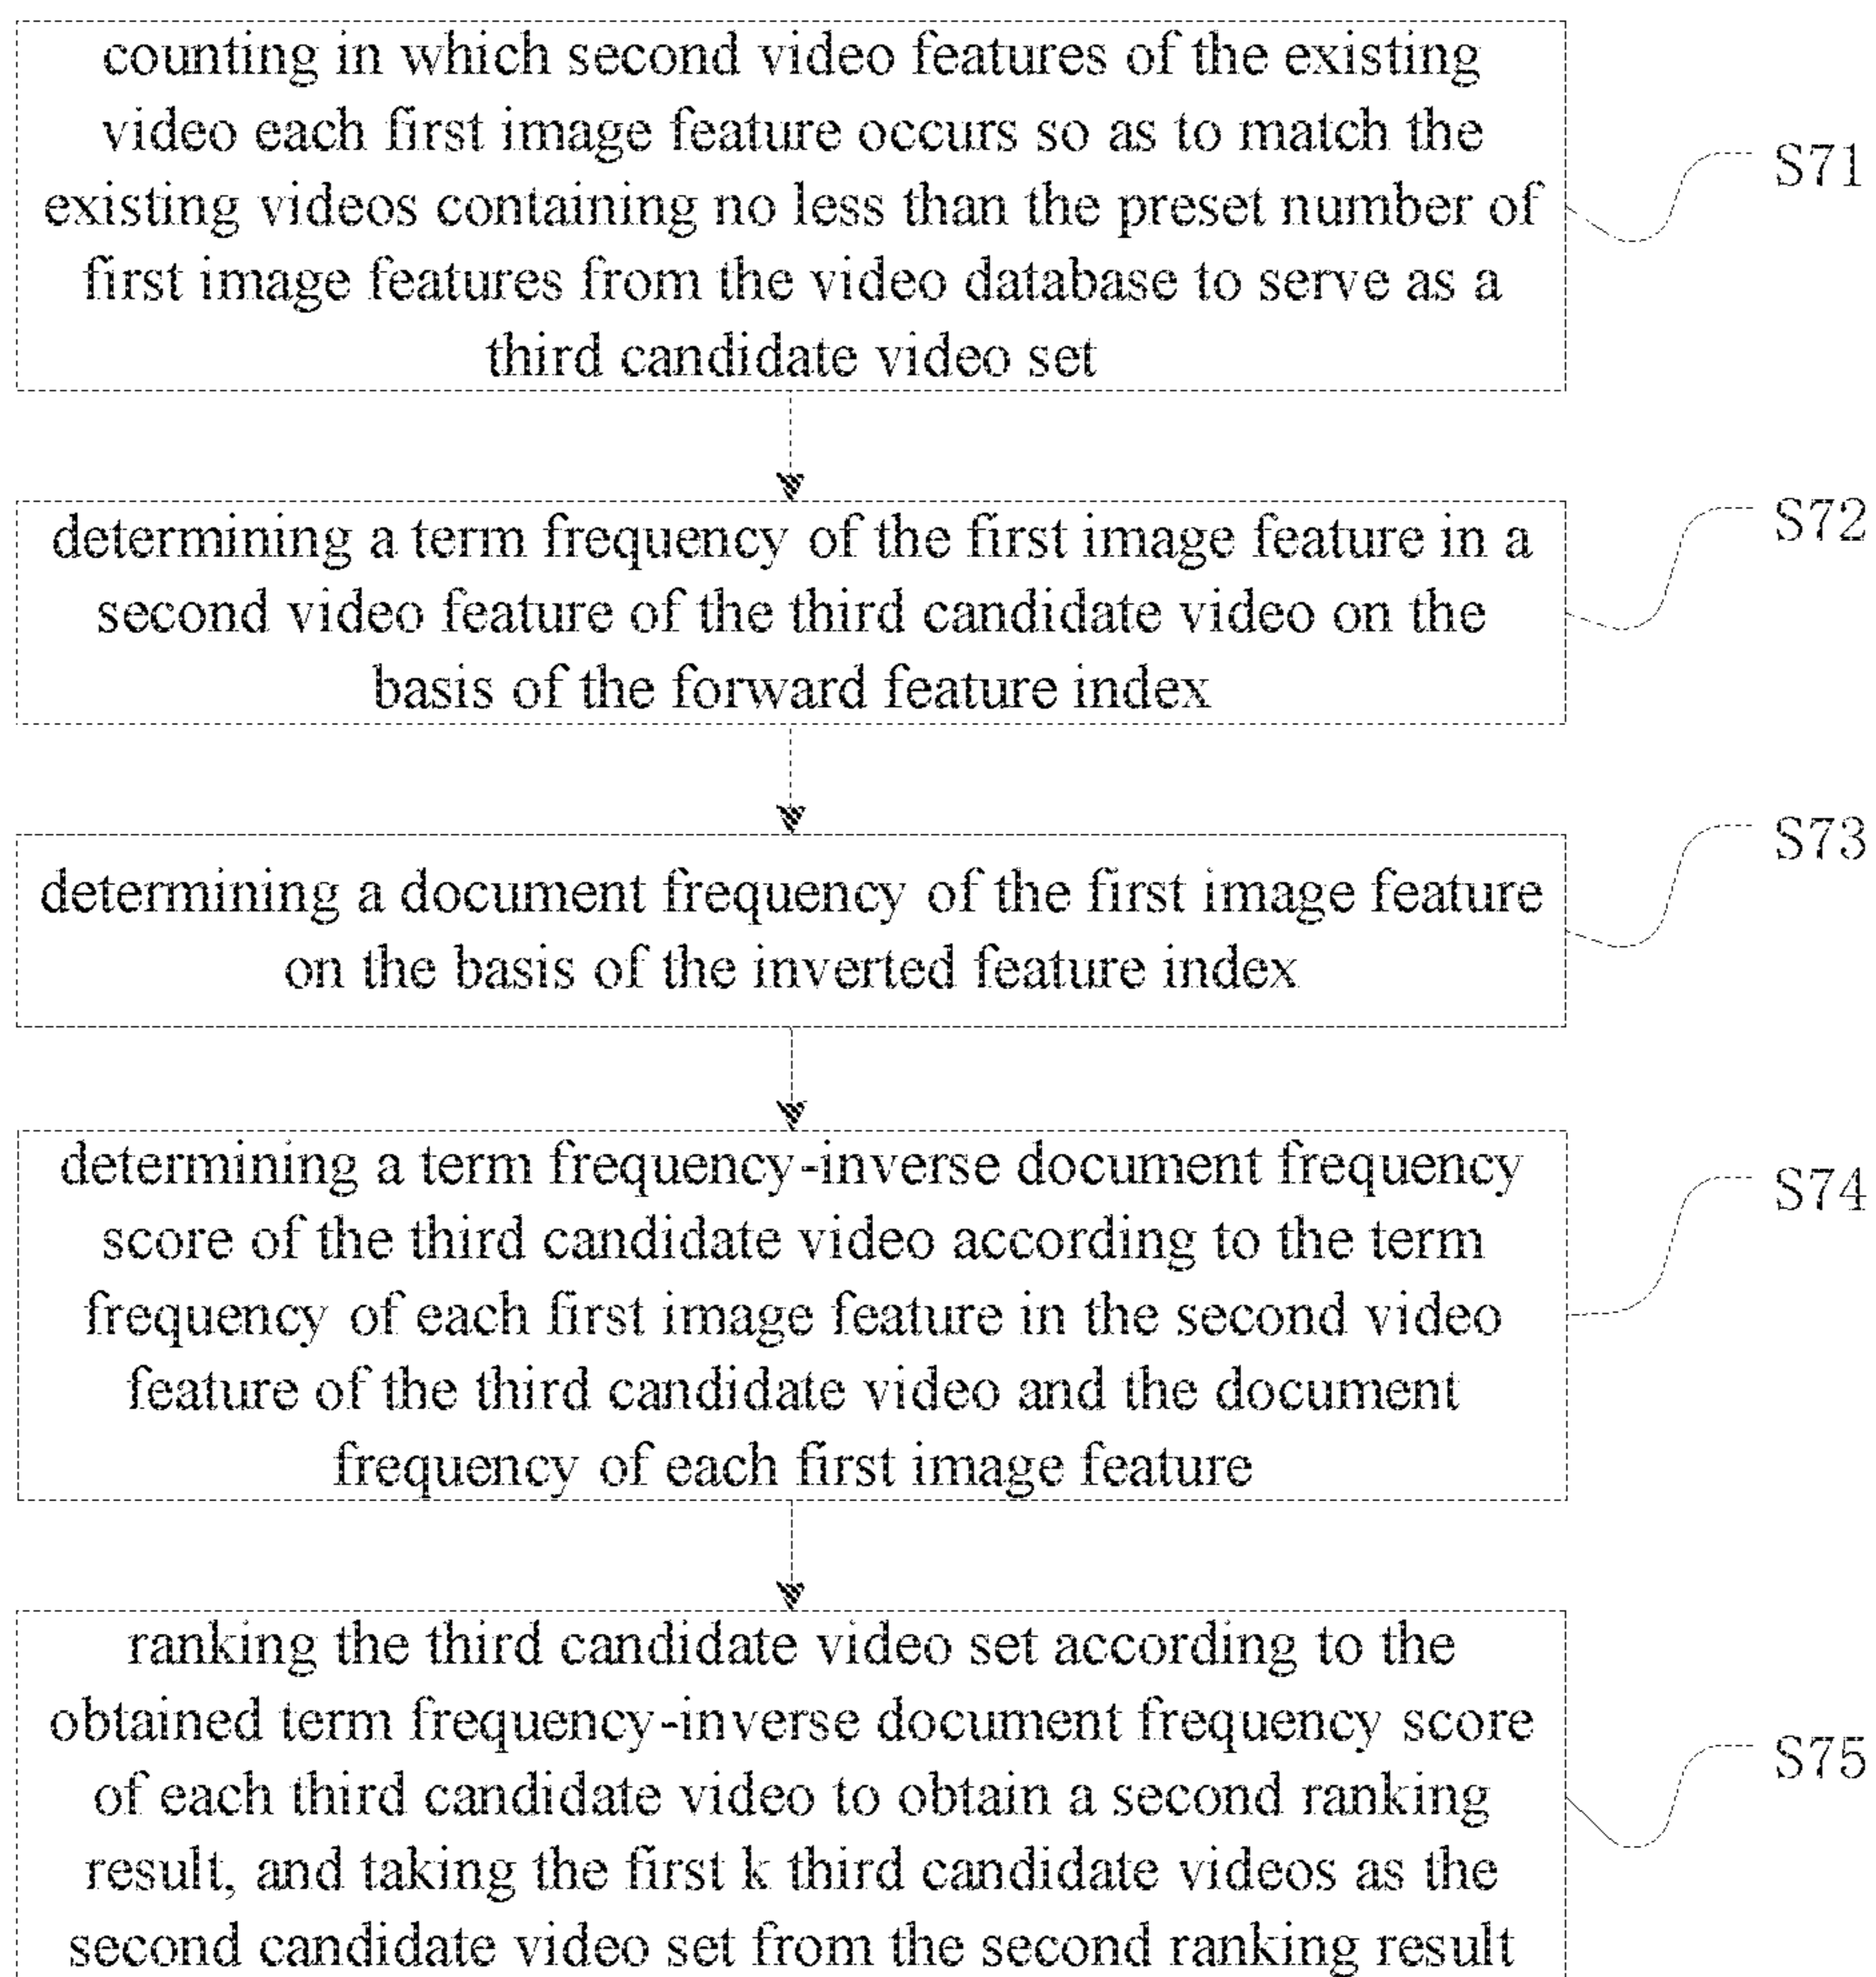 counting in which second video features of the existing
video each first image feature occurs so as to match the
existing videos containing no less than the preset number of
first image features from the video database to serve as a
third candidate video set
S71
determining a term frequency of the first image feature in a
second video feature of the third candidate video on the
basis of the forward feature index
S72
determining a document frequency of the first image feature
on the basis of the inverted feature index
S73
determining a term frequency-inverse document frequency
score of the third candidate video according to the term
frequency of each first image feature in the second video
feature of the third candidate video and the document
frequency of each first image feature
S74
ranking the third candidate video set according to the
obtained term frequency-inverse document frequency score
of each third candidate video to obtain a second ranking
result, and taking the first k third candidate videos as the
second candidate video set from the second ranking result
S75